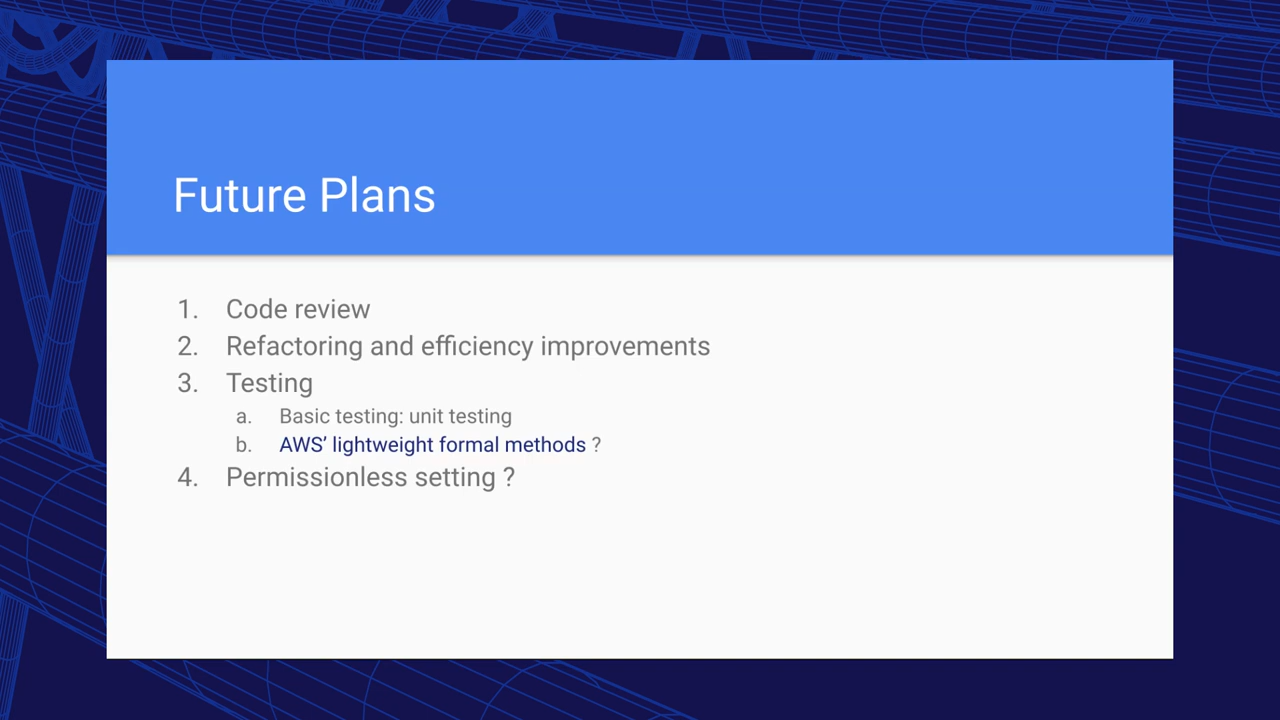 Future Plans
1. Code review
2. Refactoring and efficiency improvements
3. Testing
a. Basic testing: unit testing
b. AWS’ lightweight formal methods ?
4. Permissionless setting ?